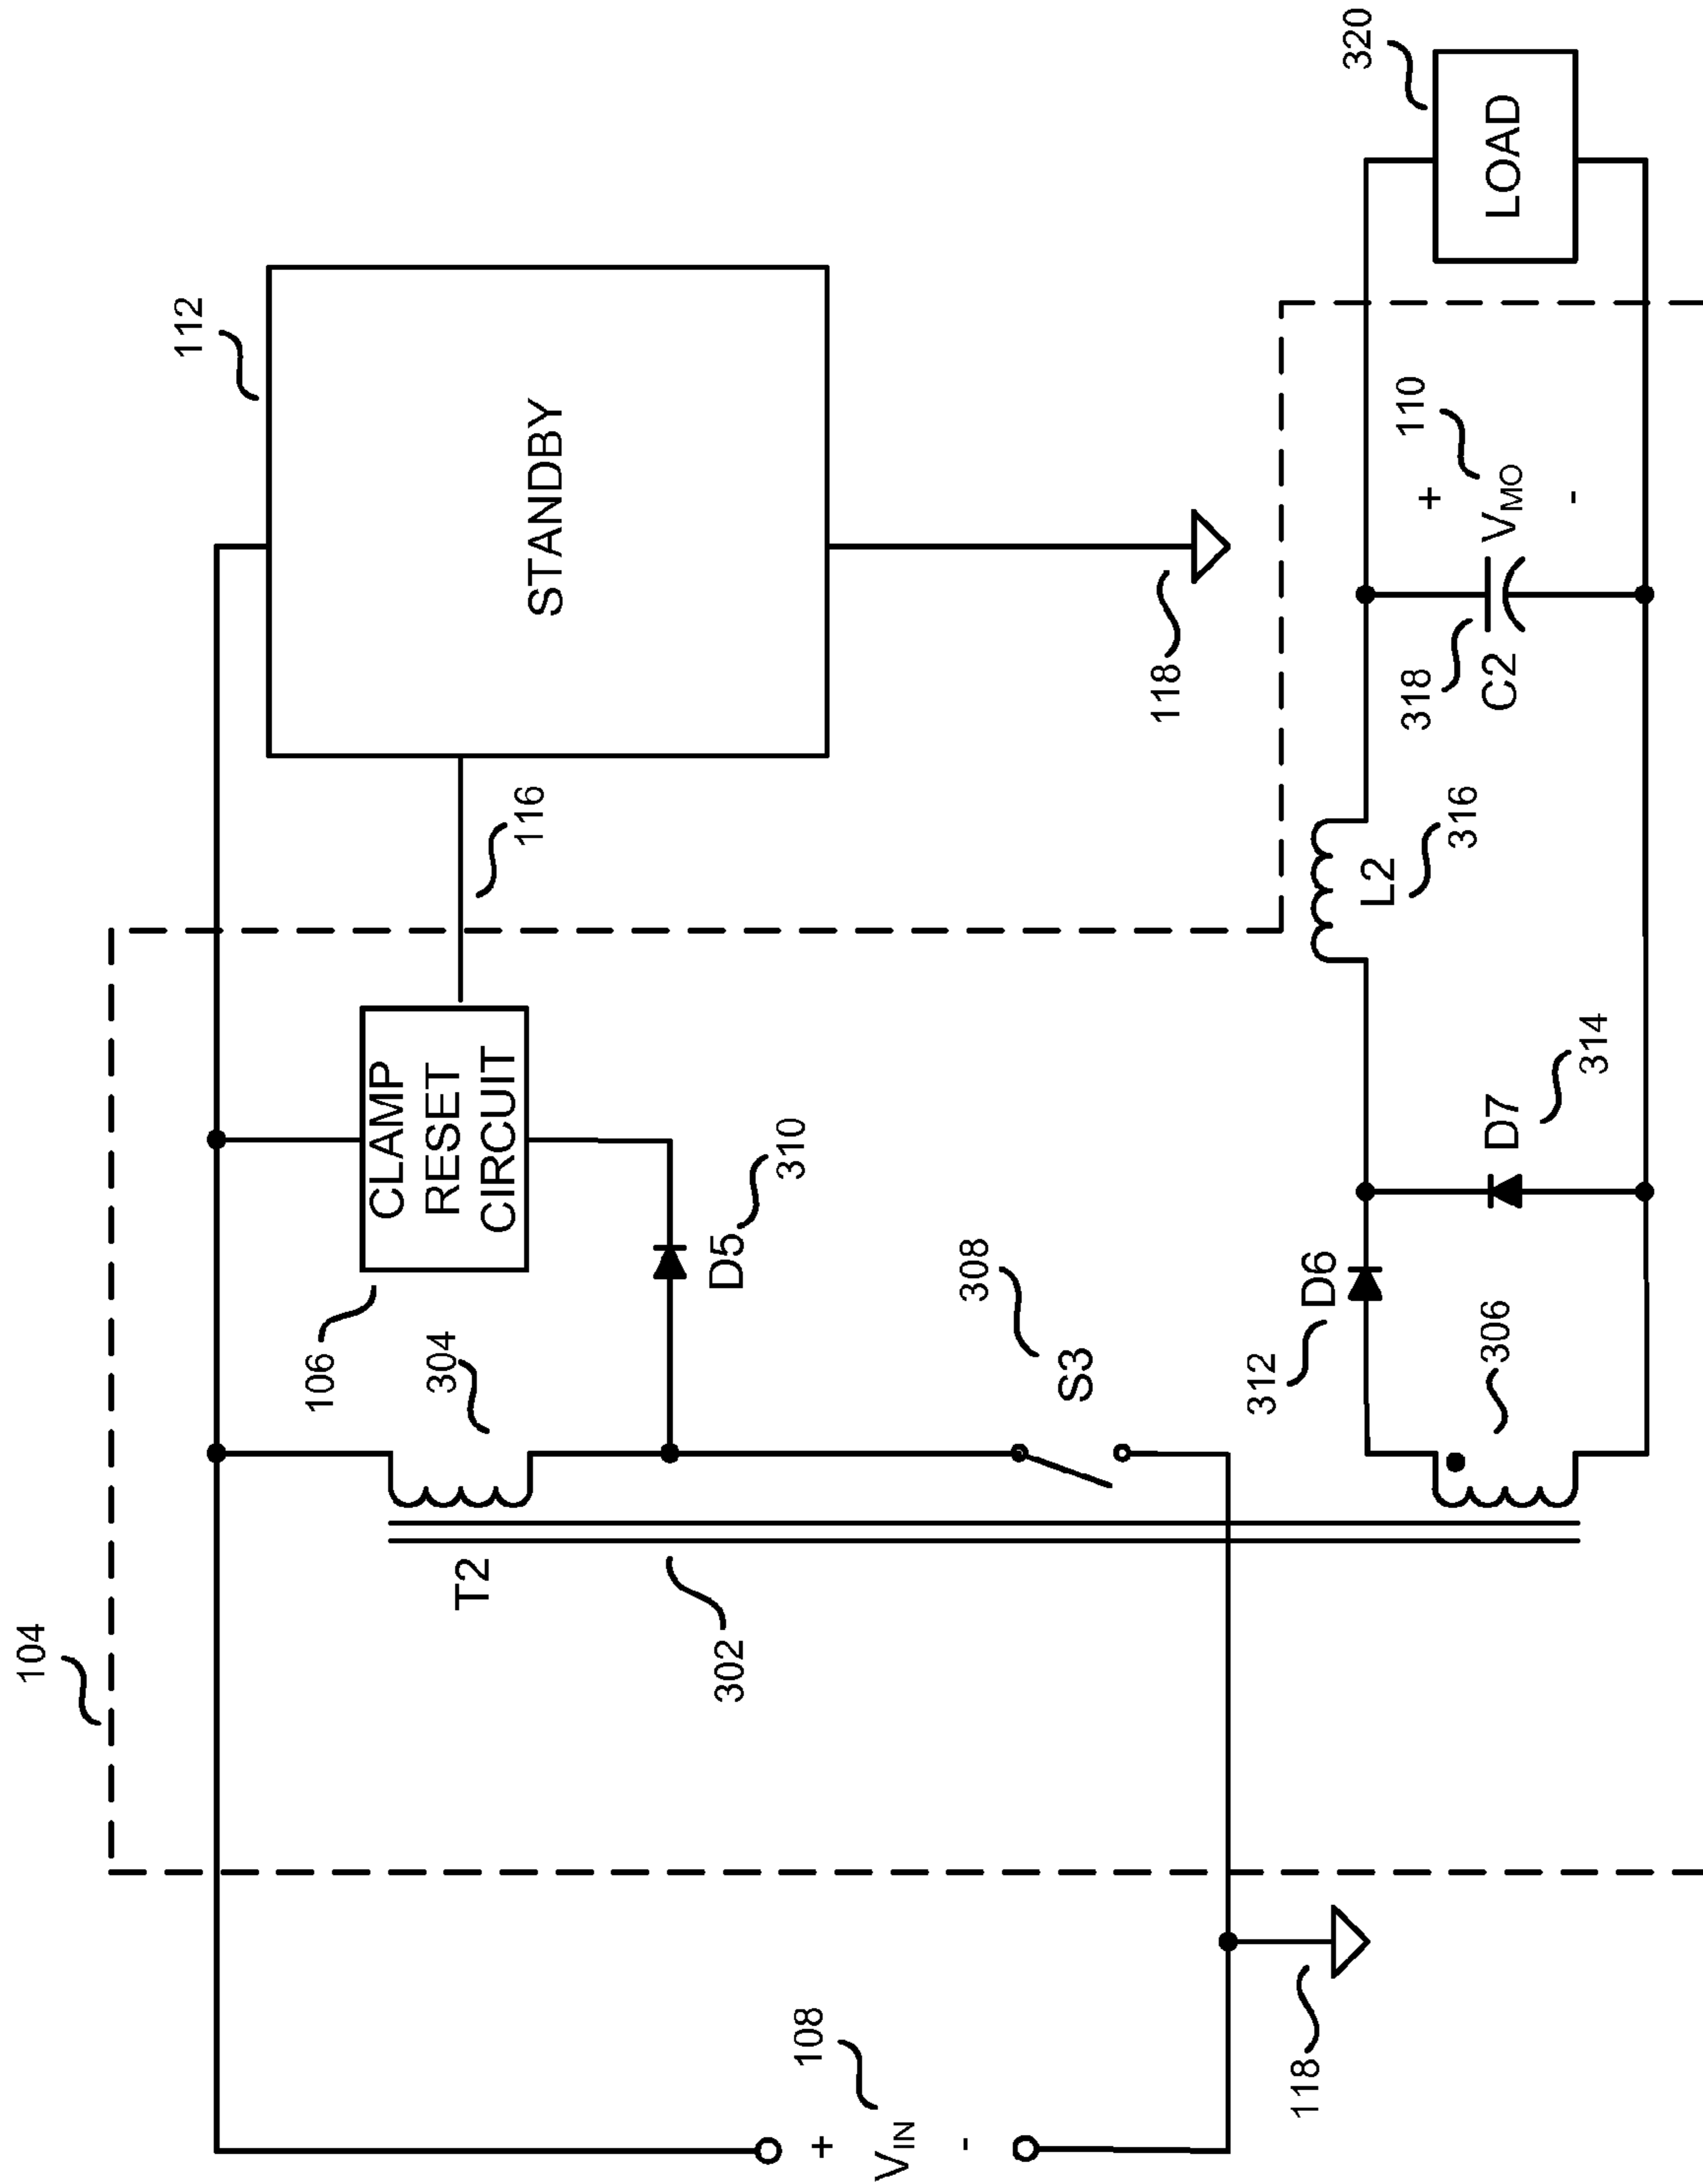 104
T2
302
304
106
CLAMP
RESET
CIRCUIT
116
112
STANDBY
D5
310
308
S3
108
+
VIN
-
118
118
312
D6
306
D7
314
L2
316
318
C2
110
+
VMO
-
320
LOAD